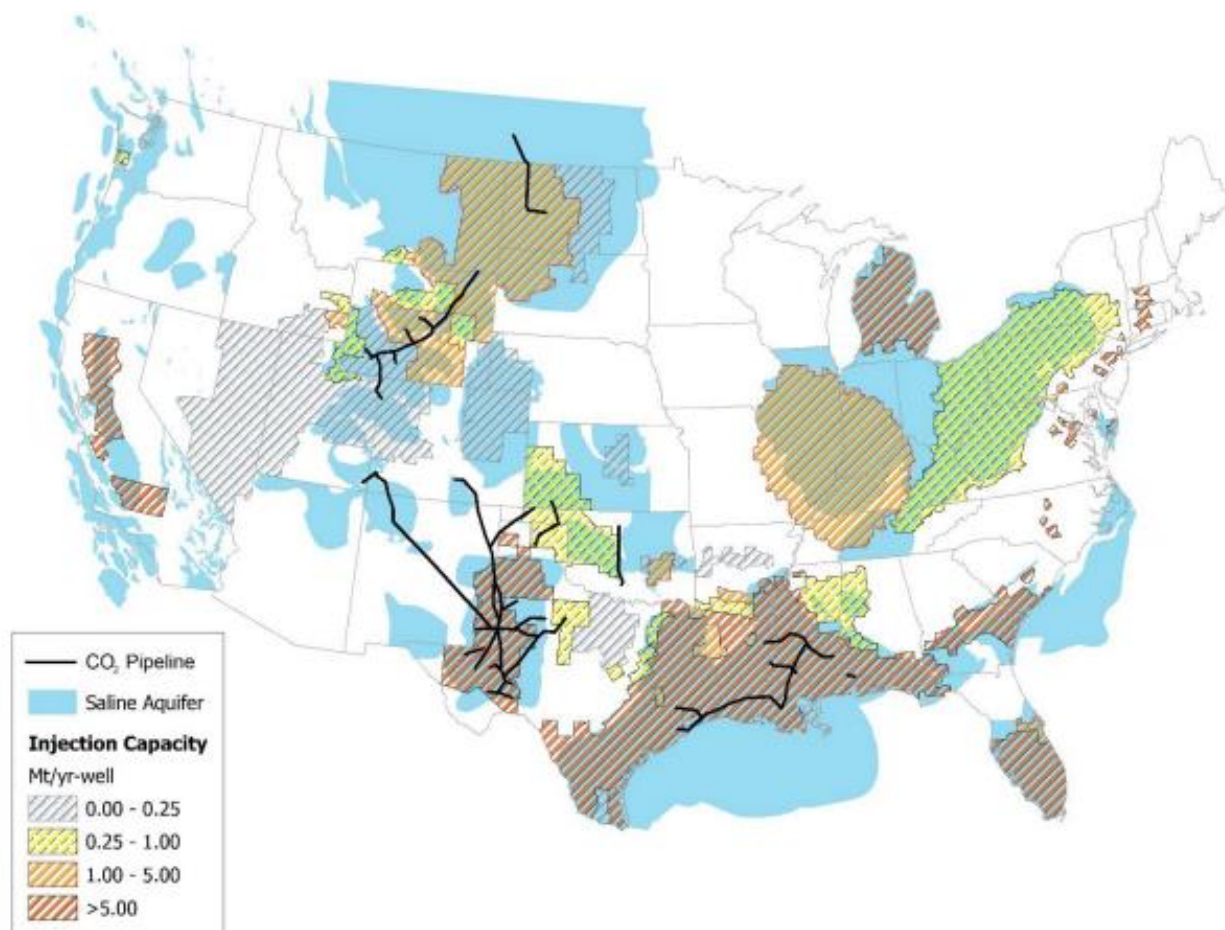 CO₂ Pipeline
Saline Aquifer
Injection Capacity
Mt/yr-well
0.00 - 0.25
0.25 - 1.00
1.00 - 5.00
>5.00